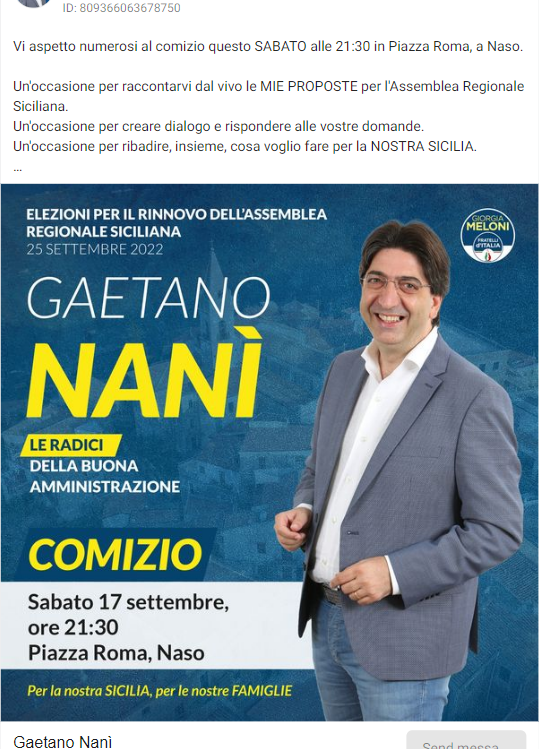 ID: 809366063678750
Vi aspetto numerosi al comizio questo SABATO alle 21:30 in Piazza Roma, a Naso.
Un'occasione per raccontarvi dal vivo le MIE PROPOSTE per l'Assemblea Regionale
Siciliana.
Un'occasione per creare dialogo e rispondere alle vostre domande.
Un'occasione per ribadire, insieme, cosa voglio fare per la NOSTRA SICILIA.
...
ELEZIONI PER IL RINNOVO DELL'ASSEMBLEA
REGIONALE SICILIANA
25 SETTEMBRE 2022
GIORGIA
MELONI
FRATELLI
d'ITALIA
GAETANO
NANÌ
LE RADICI
DELLA BUONA
AMMINISTRAZIONE
COMIZIO
Sabato 17 settembre,
ore 21:30
Piazza Roma, Naso
Per la nostra SICILIA, per le nostre FAMIGLIE
Gaetano Nanì
Send messa